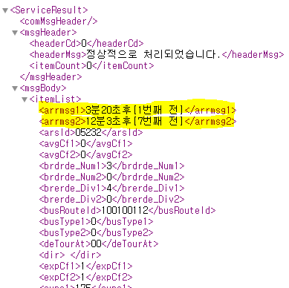 <ServiceResult>
<comMsgHeader/>
<msgHeader>
<headerCd>0</headerCd>
<headerMsg>정상적으로 처리되었습니다.</headerMsg>
<itemCount>0</itemCount>
</msgHeader>
<msgBody>
<itemList>
<arrmsg1>3분20초후[1번째 전]</arrmsg1>
<arrmsg2>12분3초후[7번째 전]</arrmsg2>
<arsId>05232</arsId>
<avgCf1>0</avgCf1>
<avgCf2>0</avgCf2>
<brdrde_Num1>3</brdrde_Num1>
<brdrde_Num2>0</brdrde_Num2>
<brerde_Div1>4</brerde_Div1>
<brerde_Div2>0</brerde_Div2>
<busRouteId>100100112</busRouteId>
<busType1>0</busType1>
<busType2>0</busType2>
<deTourAt>00</deTourAt>
<dir> </dir>
<expCf1>1</expCf1>
<expCf2>1</expCf2>